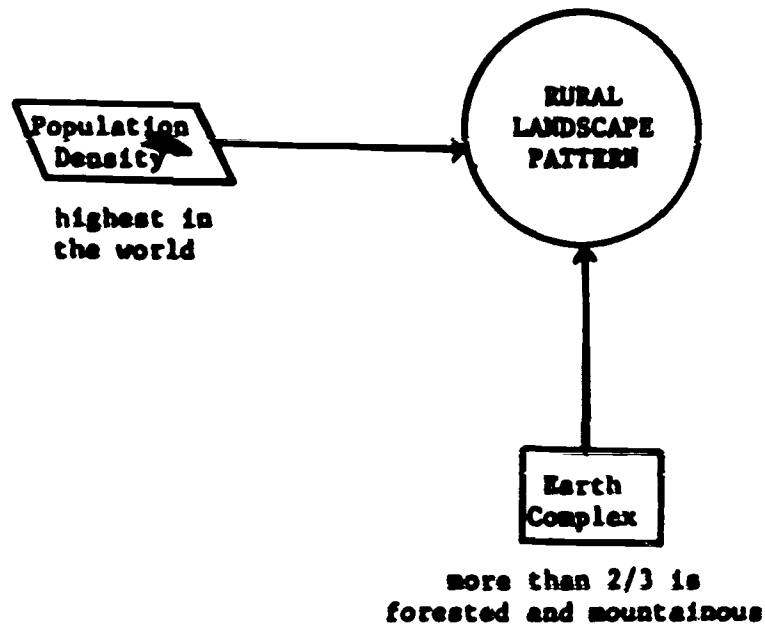 Population
Density
highest in
the world
RURAL
LANDSCAPE
PATTERN
Earth
Complex
more than 2/3 is
forested and mountainous